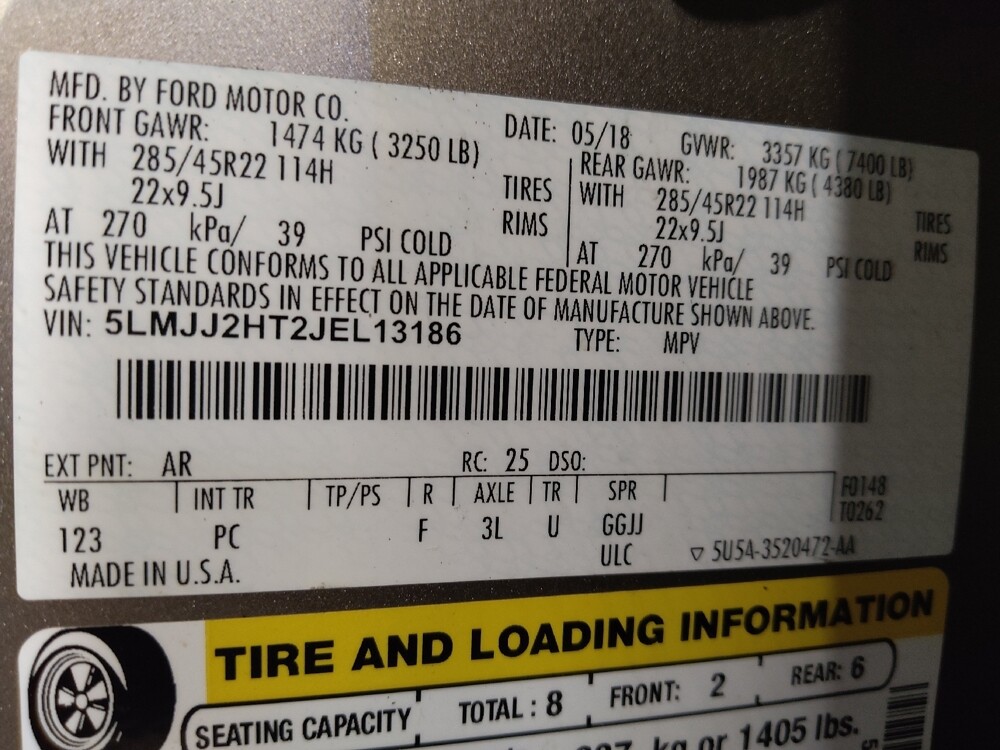 MFD. BY FORD MOTOR CO.
DATE: 05/18 GVWR: 3357 KG ( 7400 LB)
FRONT GAWR: 1474 KG ( 3250 LB)
WITH 285/45R22 114H TIRES
22x9.5J RIMS
AT 270 kPa/ 39 PSI COLD
REAR GAWR: 1987 KG ( 4380 LB)
WITH 285/45R22 114H TIRES
22x9.5J RIMS
AT 270 kPa/ 39 PSI COLD
THIS VEHICLE CONFORMS TO ALL APPLICABLE FEDERAL MOTOR VEHICLE
SAFETY STANDARDS IN EFFECT ON THE DATE OF MANUFACTURE SHOWN ABOVE.
VIN: 5LMJJ2HT2JEL13186 TYPE: MPV
EXT PNT: AR RC: 25 DSO:
WB INT TR TP/PS R AXLE TR SPR F0148
T0262
123 PC F 3L U GGJJ
ULC ▽ 5U5A-3520472-AA
MADE IN U.S.A.
TIRE AND LOADING INFORMATION
SEATING CAPACITY TOTAL : 8 FRONT: 2 REAR: 6
kg or 1405 lbs.